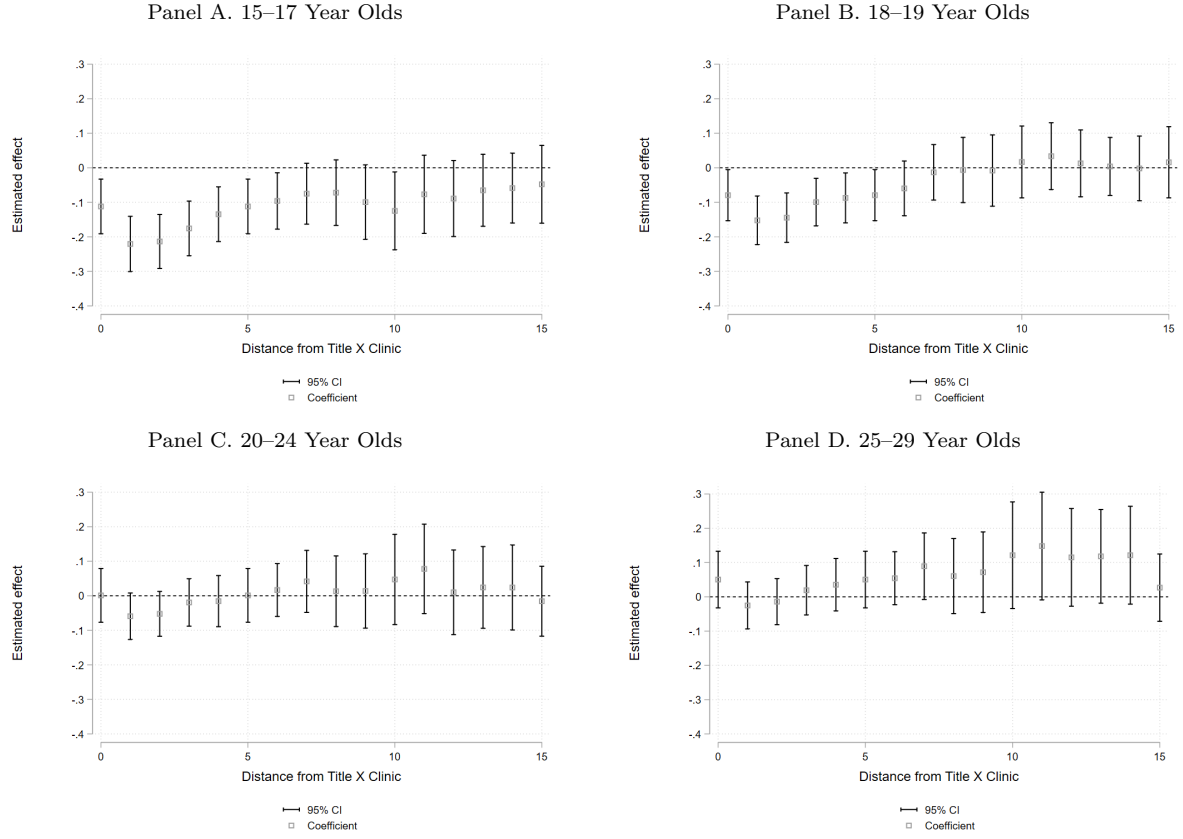 Panel A. 15–17 Year Olds
.3
.2
.1
0
-.1
-.2
-.3
-.4
Estimated effect
0 5 10 15
Distance from Title X Clinic
95% CI
Coefficient
Panel B. 18–19 Year Olds
.3
.2
.1
0
-.1
-.2
-.3
-.4
Estimated effect
0 5 10 15
Distance from Title X Clinic
95% CI
Coefficient
Panel C. 20–24 Year Olds
.3
.2
.1
0
-.1
-.2
-.3
-.4
Estimated effect
0 5 10 15
Distance from Title X Clinic
95% CI
Coefficient
Panel D. 25–29 Year Olds
.3
.2
.1
0
-.1
-.2
-.3
-.4
Estimated effect
0 5 10 15
Distance from Title X Clinic
95% CI
Coefficient